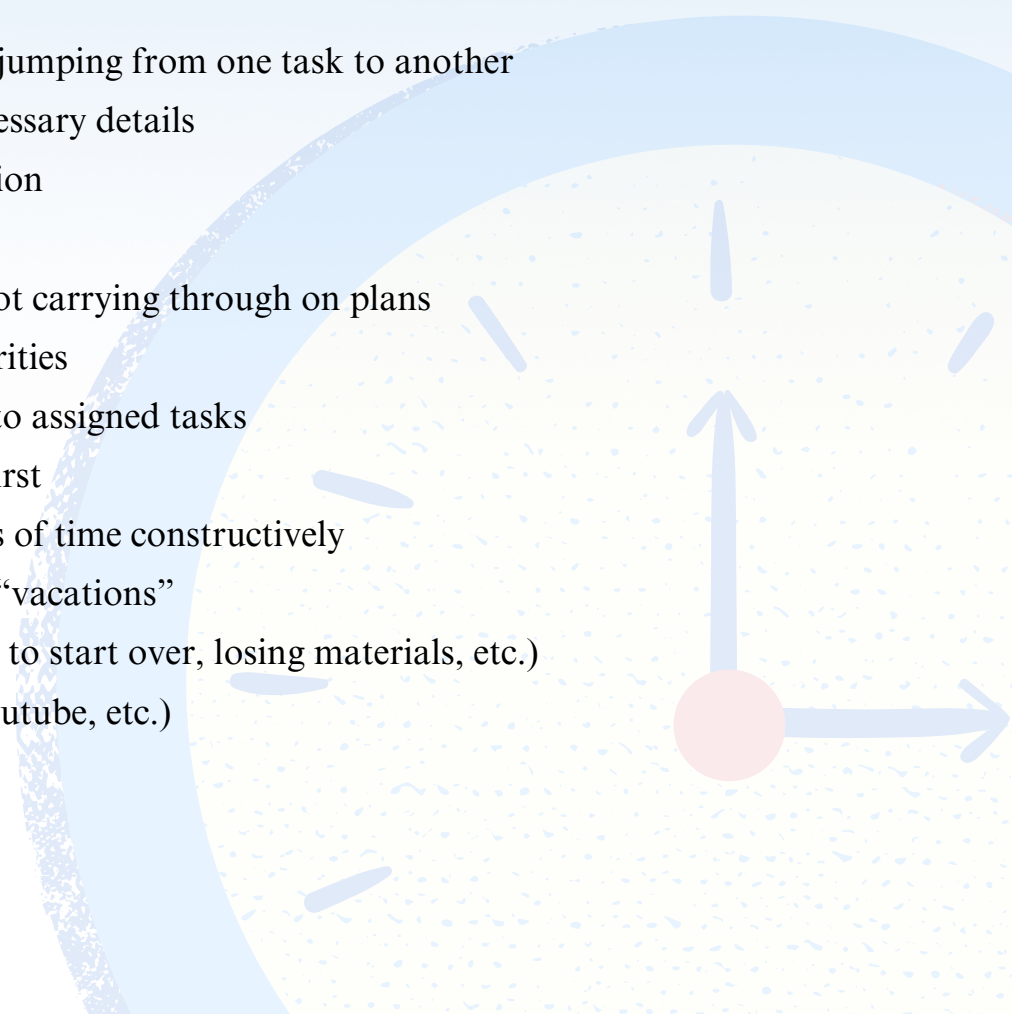 jumping from one task to another
essary details
ion
ot carrying through on plans
rities
to assigned tasks
irst
s of time constructively
“vacations”
to start over, losing materials, etc.)
utube, etc.)